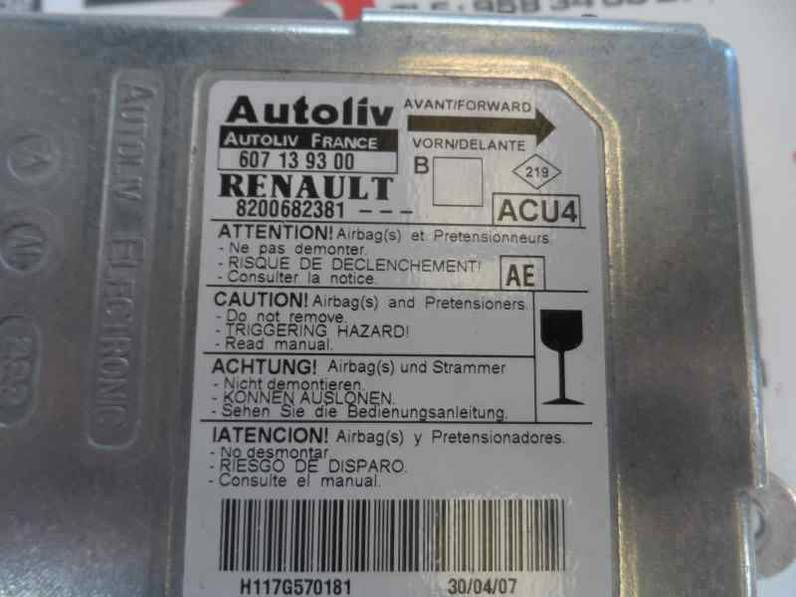 AUTOLIV ELECTRONIC
Autoliv
AUTOLIV FRANCE
607 13 93 00
RENAULT
8200682381 – – –
AVANT/FORWARD
VORN/DELANTE
B
219
ACU4
ATTENTION! Airbag(s) et Pretensionneurs
- Ne pas demonter.
- RISQUE DE DECLENCHEMENT!
- Consulter la notice
AE
CAUTION! Airbag(s) and Pretensioners.
- Do not remove.
- TRIGGERING HAZARD!
- Read manual.
ACHTUNG! Airbag(s) und Strammer
- Nicht demontieren.
- KÖNNEN AUSLONEN.
- Sehen Sie die Bedienungsanleitung.
IATENCION! Airbag(s) y Pretensionadores.
- No desmontar
- RIESGO DE DISPARO.
- Consulte el manual.
H117G570181
30/04/07